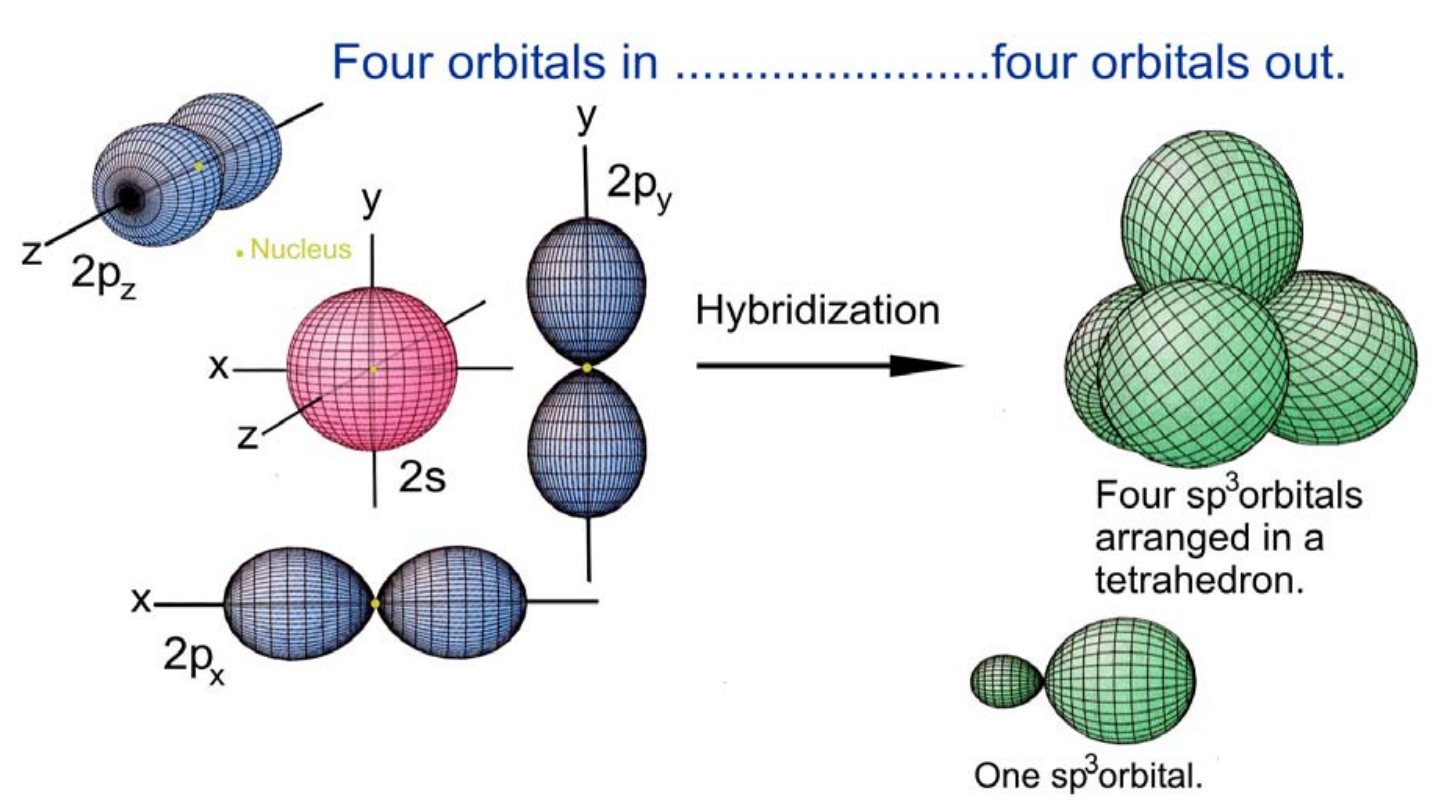 Four orbitals in .......................four orbitals out.
y
2py
y
z
2pz
. Nucleus
x
z
2s
Hybridization
Four sp³orbitals
arranged in a
tetrahedron.
x
2px
One sp³orbital.